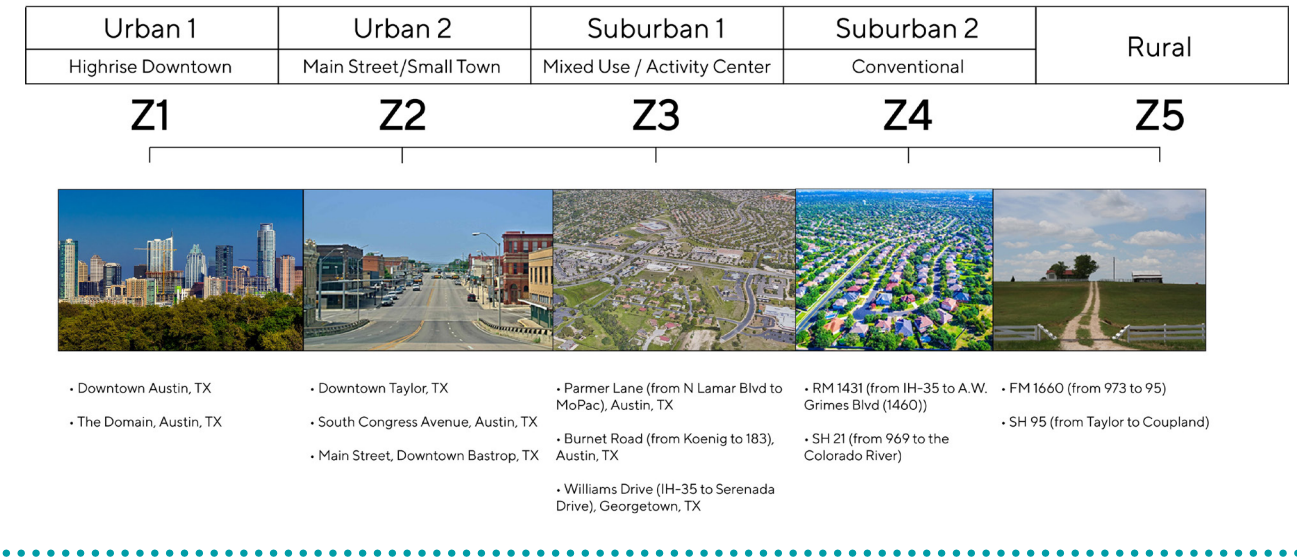 Urban 1
Urban 2
Suburban 1
Suburban 2
Rural
Highrise Downtown
Main Street/Small Town
Mixed Use / Activity Center
Conventional
Z1
Z2
Z3
Z4
Z5
• Downtown Austin, TX
• The Domain, Austin, TX
• Downtown Taylor, TX
• South Congress Avenue, Austin, TX
• Main Street, Downtown Bastrop, TX
• Parmer Lane (from N Lamar Blvd to
MoPac), Austin, TX
• Burnet Road (from Koenig to 183),
Austin, TX
• Williams Drive (IH-35 to Serenada
Drive), Georgetown, TX
• RM 1431 (from IH-35 to A.W.
Grimes Blvd (1460))
• SH 21 (from 969 to the
Colorado River)
• FM 1660 (from 973 to 95)
• SH 95 (from Taylor to Coupland)